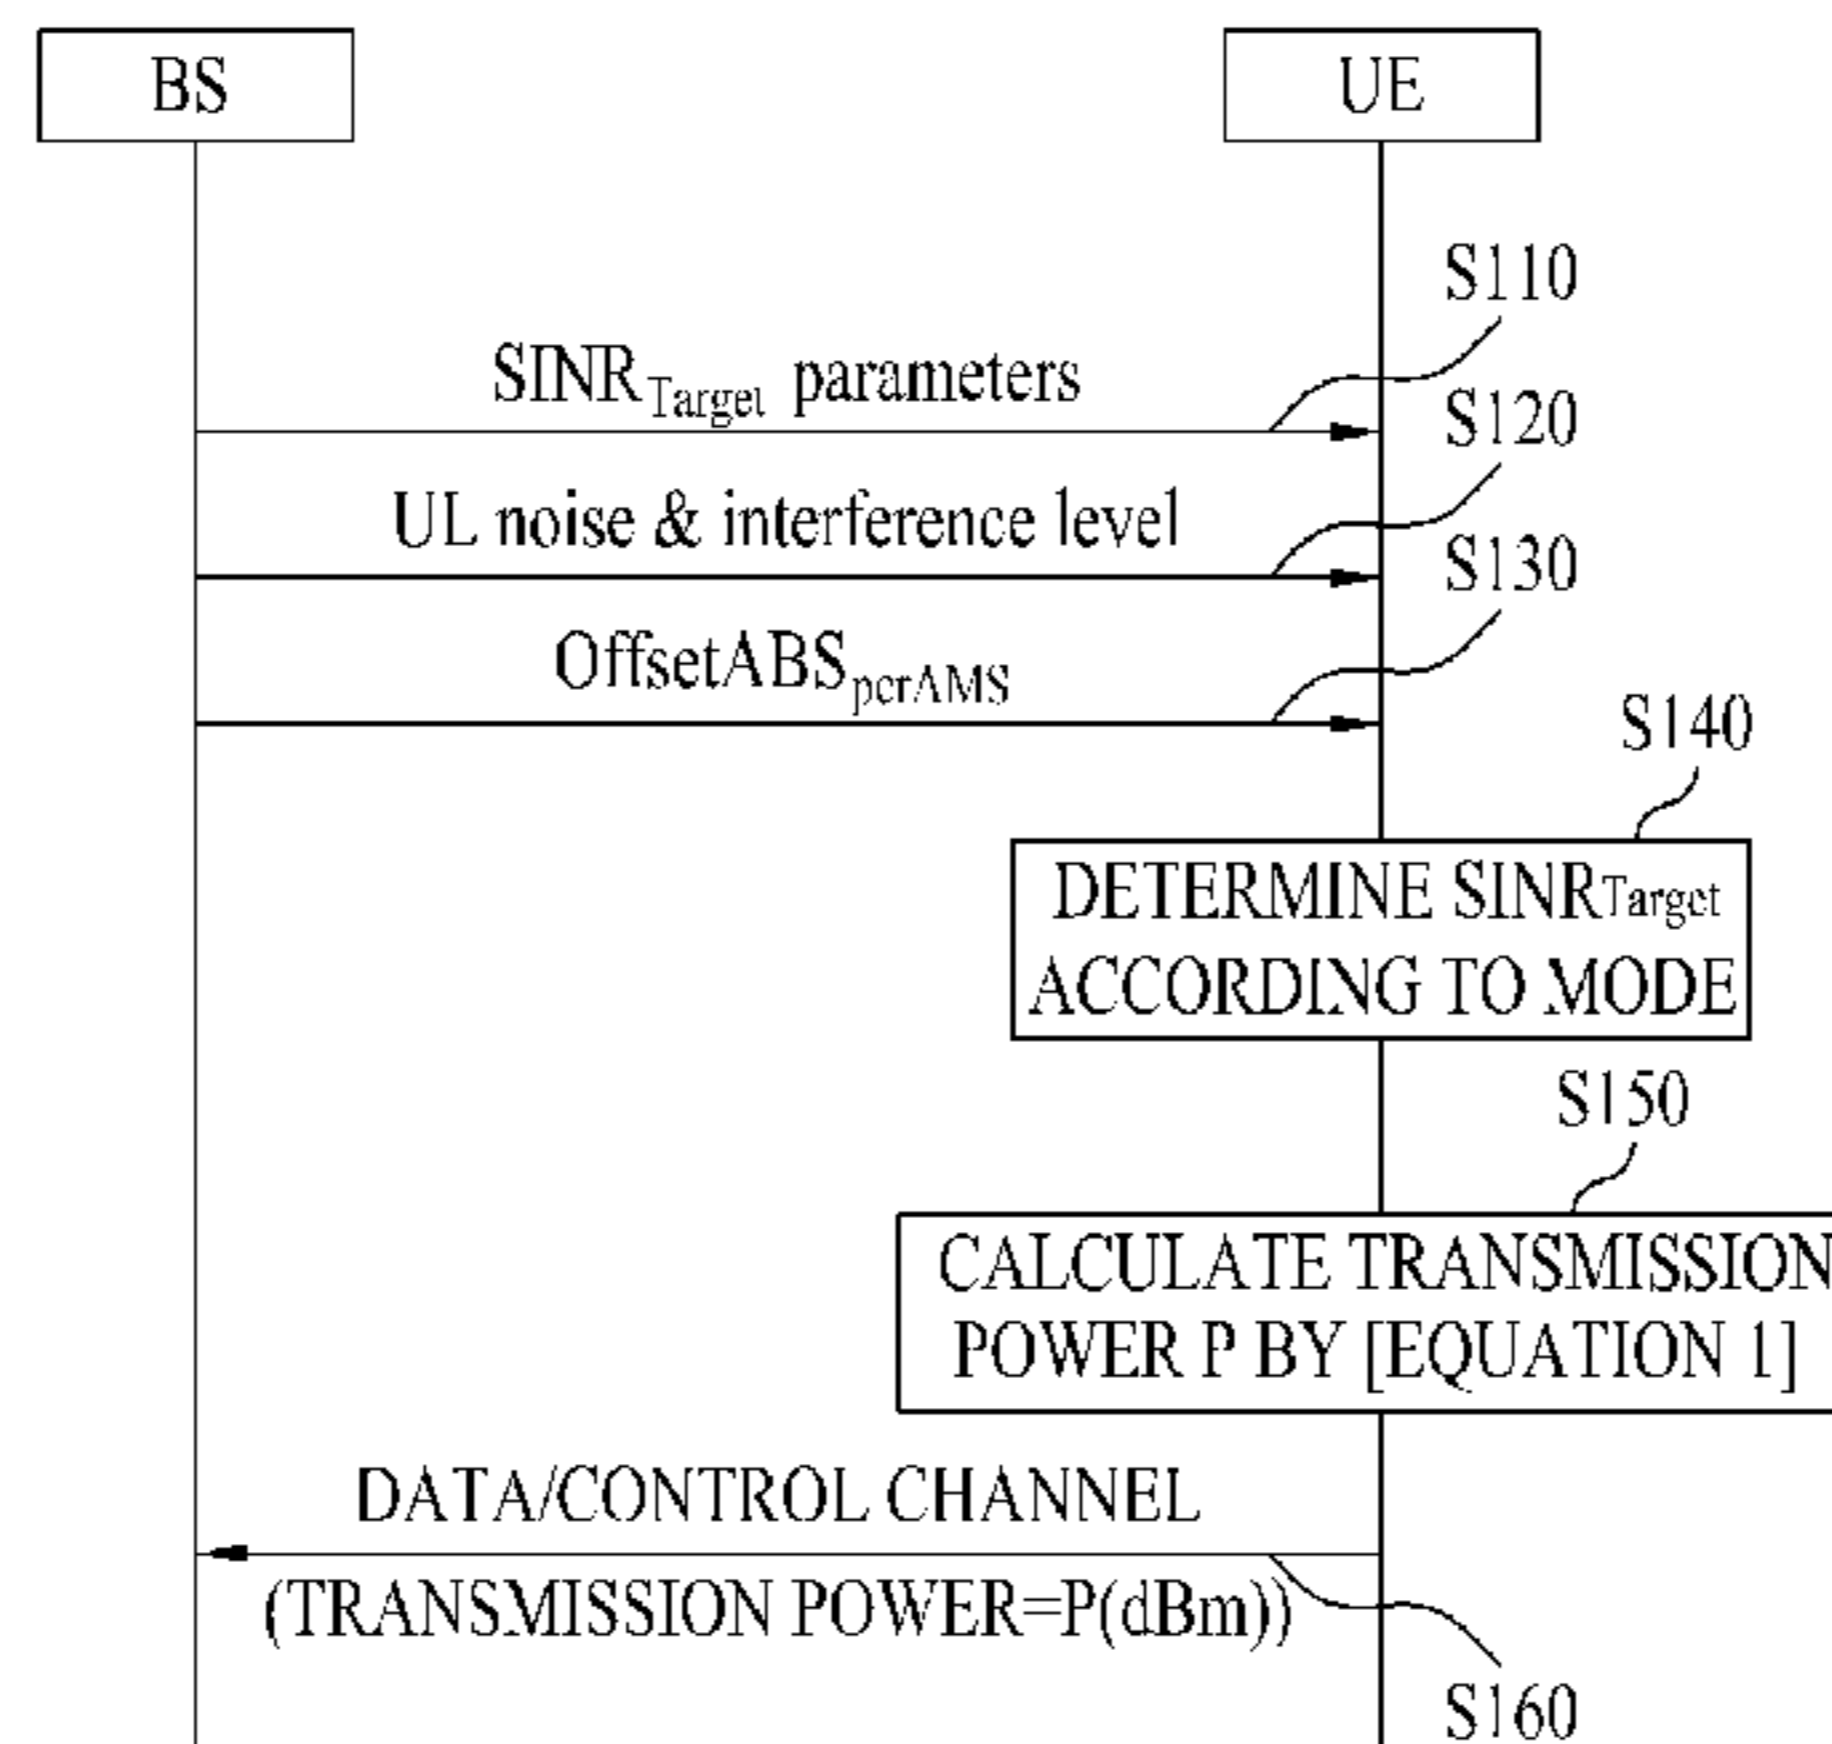 BS
UE
S110
SINRTarget parameters
S120
UL noise & interference level
S130
OffsetABSperAMS
S140
DETERMINE SINRTarget
ACCORDING TO MODE
S150
CALCULATE TRANSMISSION
POWER P BY [EQUATION 1]
DATA/CONTROL CHANNEL
(TRANSMISSION POWER=P(dBm))
S160